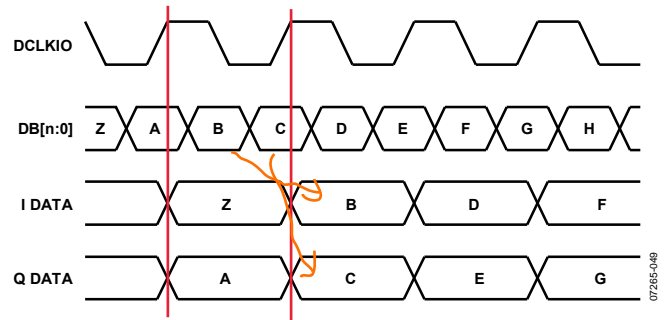 DCLKIO
DB[n:0] Z A B C D E F G H
I DATA Z B D F
Q DATA A C E G
07265-049